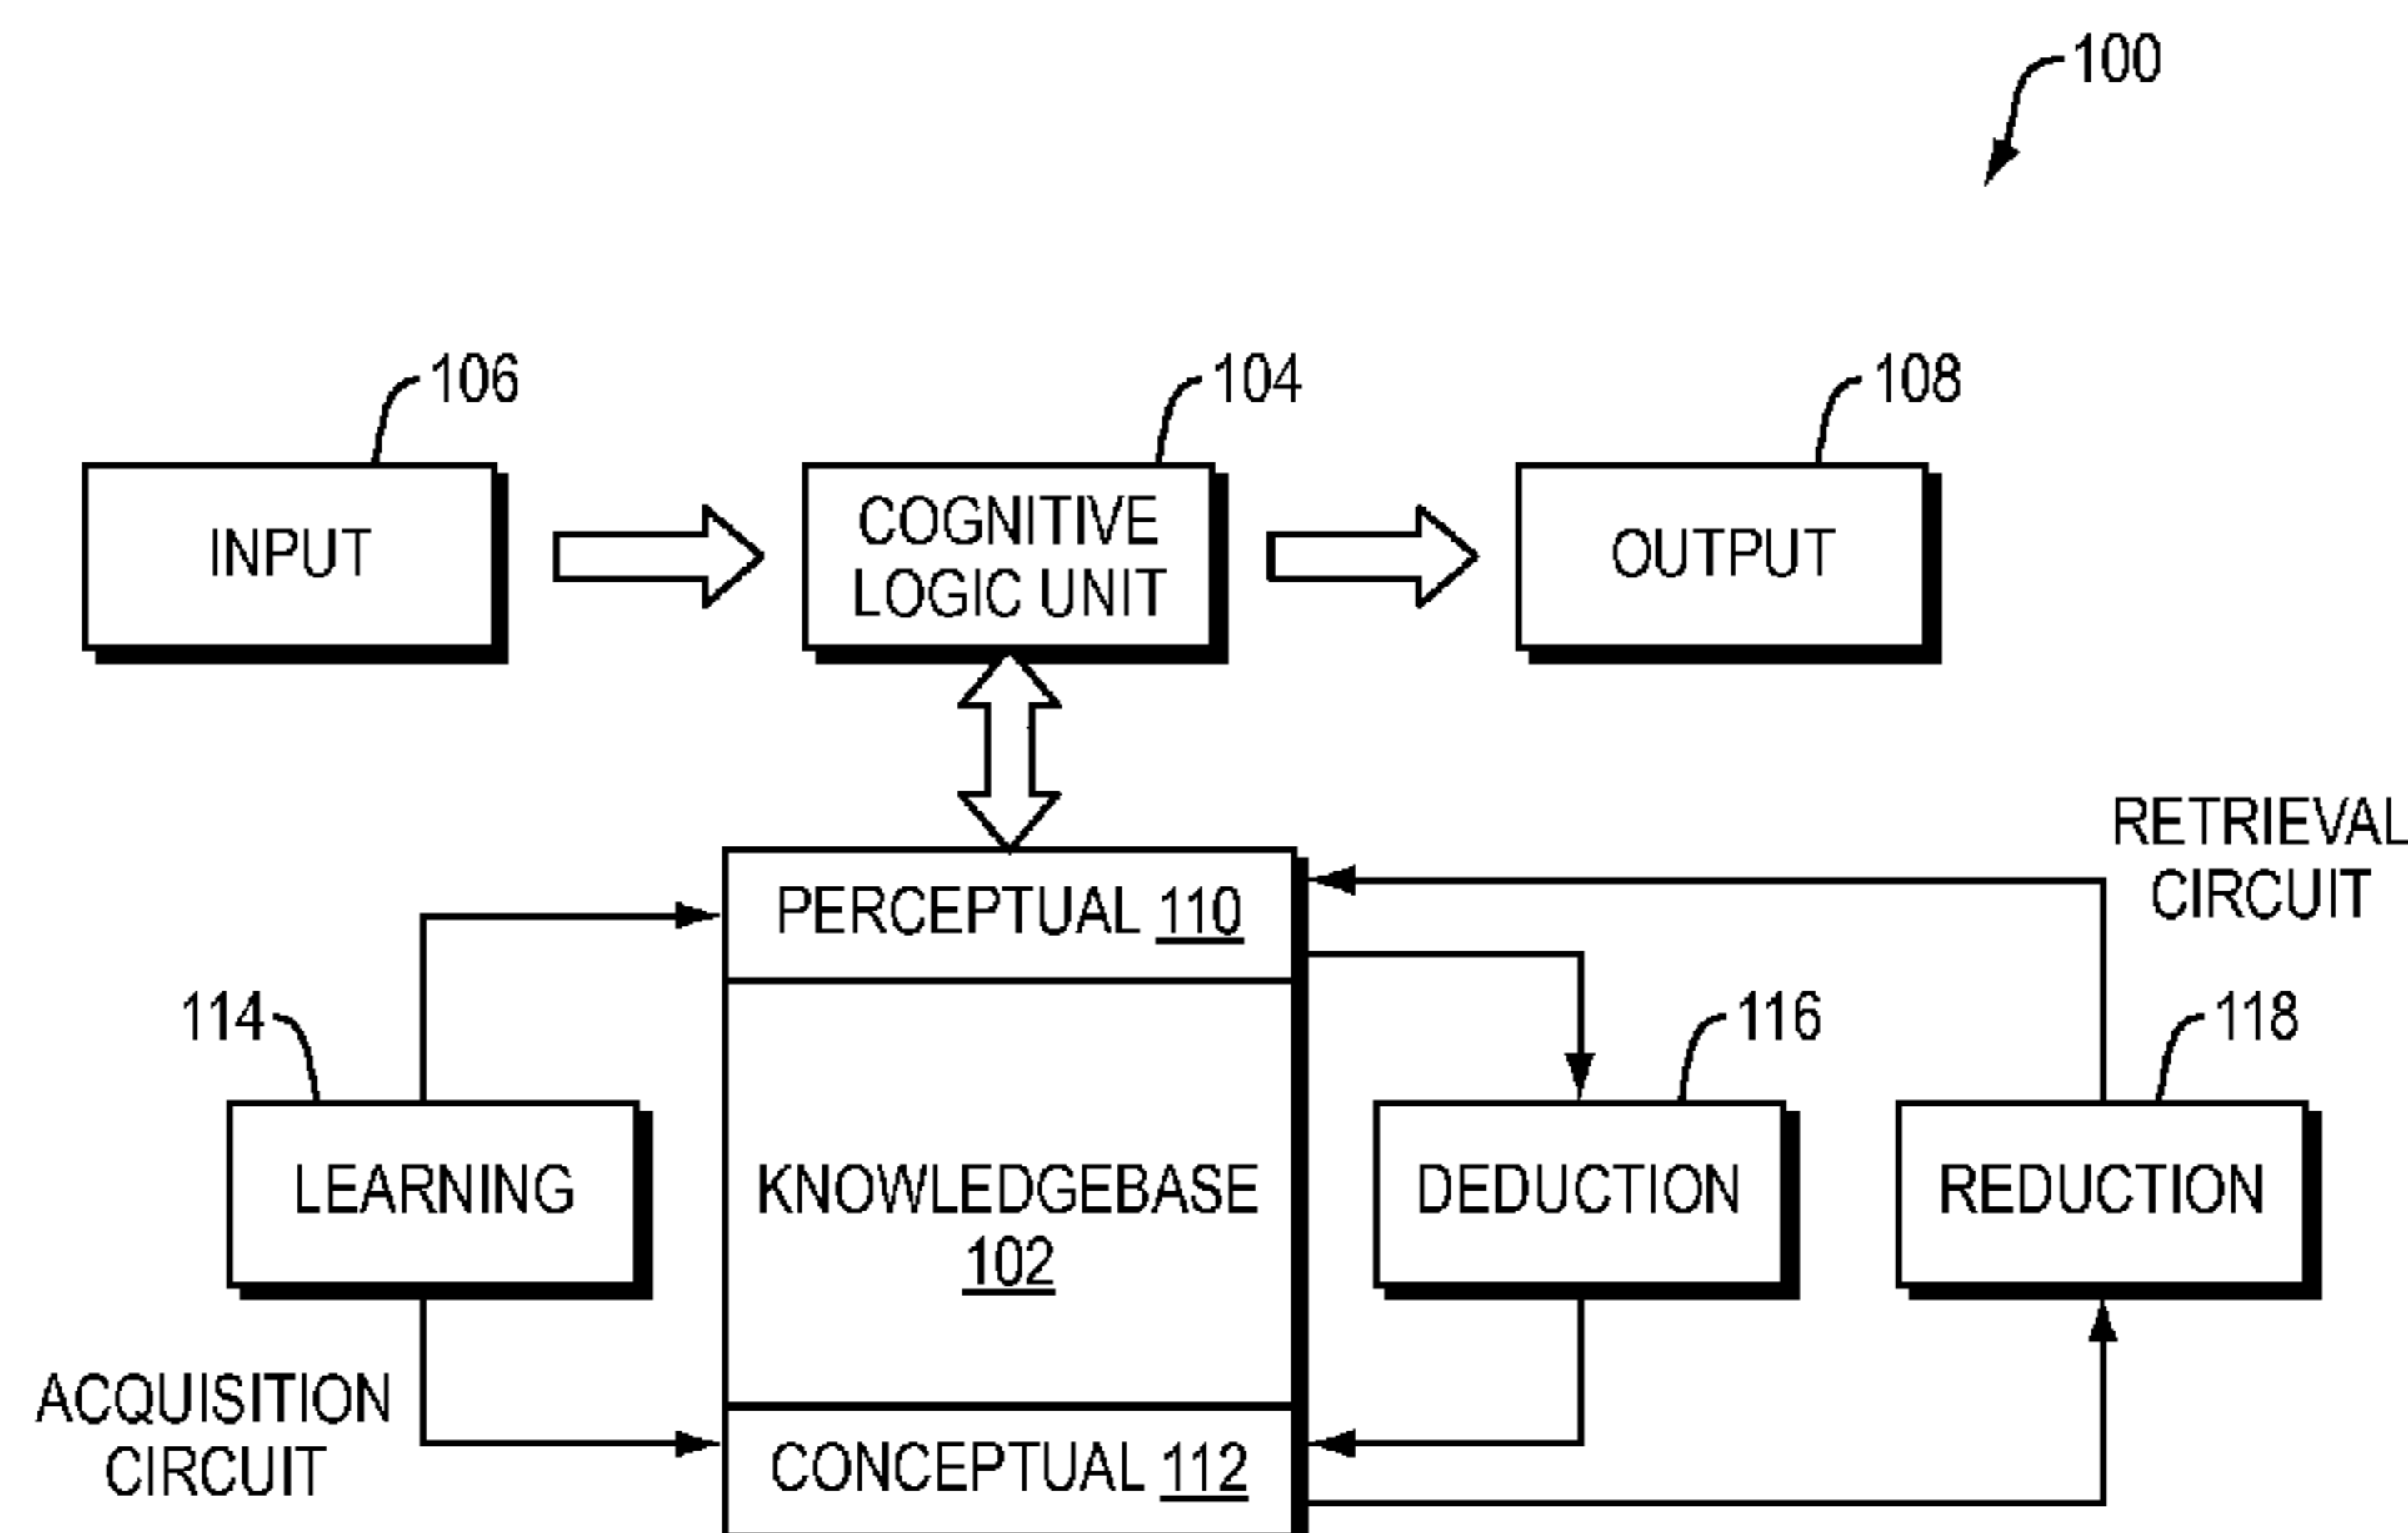 100
106
104
108
INPUT
COGNITIVE
LOGIC UNIT
OUTPUT
RETRIEVAL
CIRCUIT
PERCEPTUAL 110
114
116
118
LEARNING
KNOWLEDGEBASE
102
DEDUCTION
REDUCTION
ACQUISITION
CIRCUIT
CONCEPTUAL 112